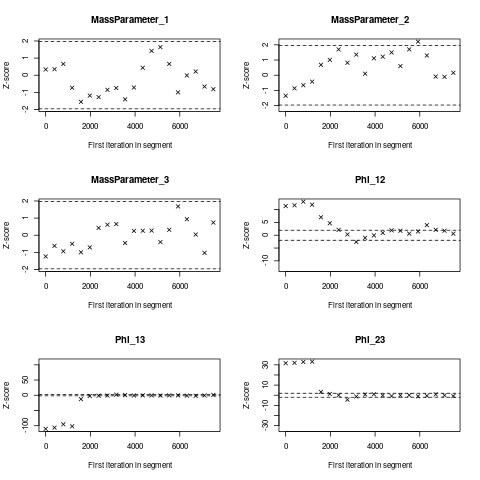 MassParameter_1
Z-score
2
1
0
-1
-2
0 2000 4000 6000
First iteration in segment
MassParameter_2
Z-score
2
1
0
-1
-2
0 2000 4000 6000
First iteration in segment
MassParameter_3
Z-score
2
1
0
-1
-2
0 2000 4000 6000
First iteration in segment
Phi_12
Z-score
5
0
-10
0 2000 4000 6000
First iteration in segment
Phi_13
Z-score
50
0
-100
0 2000 4000 6000
First iteration in segment
Phi_23
Z-score
30
10
-10
-30
0 2000 4000 6000
First iteration in segment